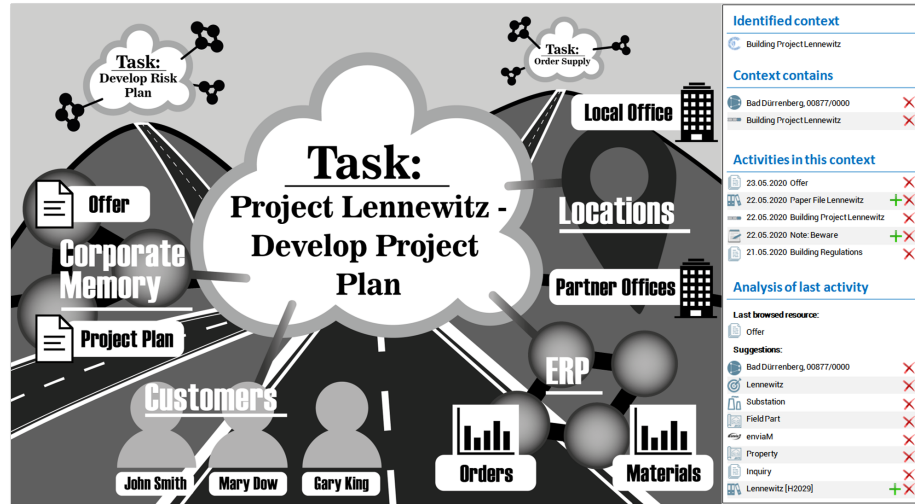 Task:
Develop Risk
Plan
Task:
Order Supply
Local Office
Task:
Project Lennewitz -
Develop Project
Plan
Offer
Corporate
Memory
Project Plan
Locations
Partner Offices
ERP
Customers
John Smith
Mary Dow
Gary King
Orders
Materials
Identified context
Building Project Lennewitz
Context contains
Bad Dürrenberg, 00877/0000
Building Project Lennewitz
Activities in this context
23.05.2020 Offer
22.05.2020 Paper File Lennewitz
22.05.2020 Building Project Lennewitz
22.05.2020 Note: Beware
21.05.2020 Building Regulations
Analysis of last activity
Last browsed resource:
Offer
Suggestions:
Bad Dürrenberg, 00877/0000
Lennewitz
Substation
Field Part
enviaM
Property
Inquiry
Lennewitz [H2029]